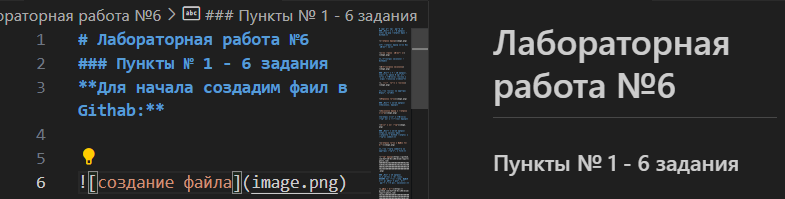 ораторная работа №6 > abc ### Пункты № 1 - 6 задания
1 # Лабораторная работа №6
2 ### Пункты № 1 - 6 задания
3 **Для начала создадим фаил в
Githab:**
4
5
6 ![создание файла](image.png)
Лабораторная
работа №6
Пункты № 1 - 6 задания